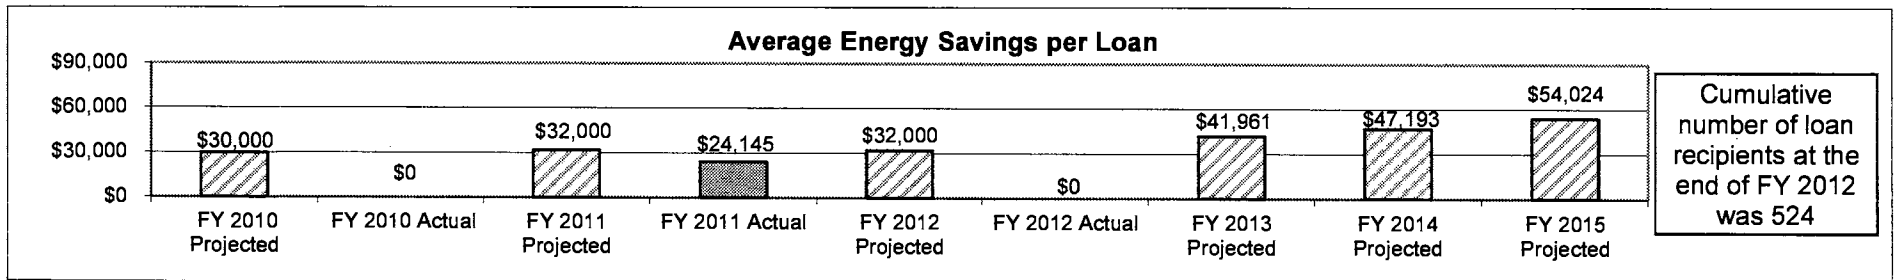 Average Energy Savings per Loan
$90,000
$60,000
$30,000
$0
$30,000
$0
$32,000
$24,145
$32,000
$0
$41,961
$47,193
$54,024
FY 2010
Projected
FY 2010 Actual
FY 2011
Projected
FY 2011 Actual
FY 2012
Projected
FY 2012 Actual
FY 2013
Projected
FY 2014
Projected
FY 2015
Projected
Cumulative
number of loan
recipients at the
end of FY 2012
was 524